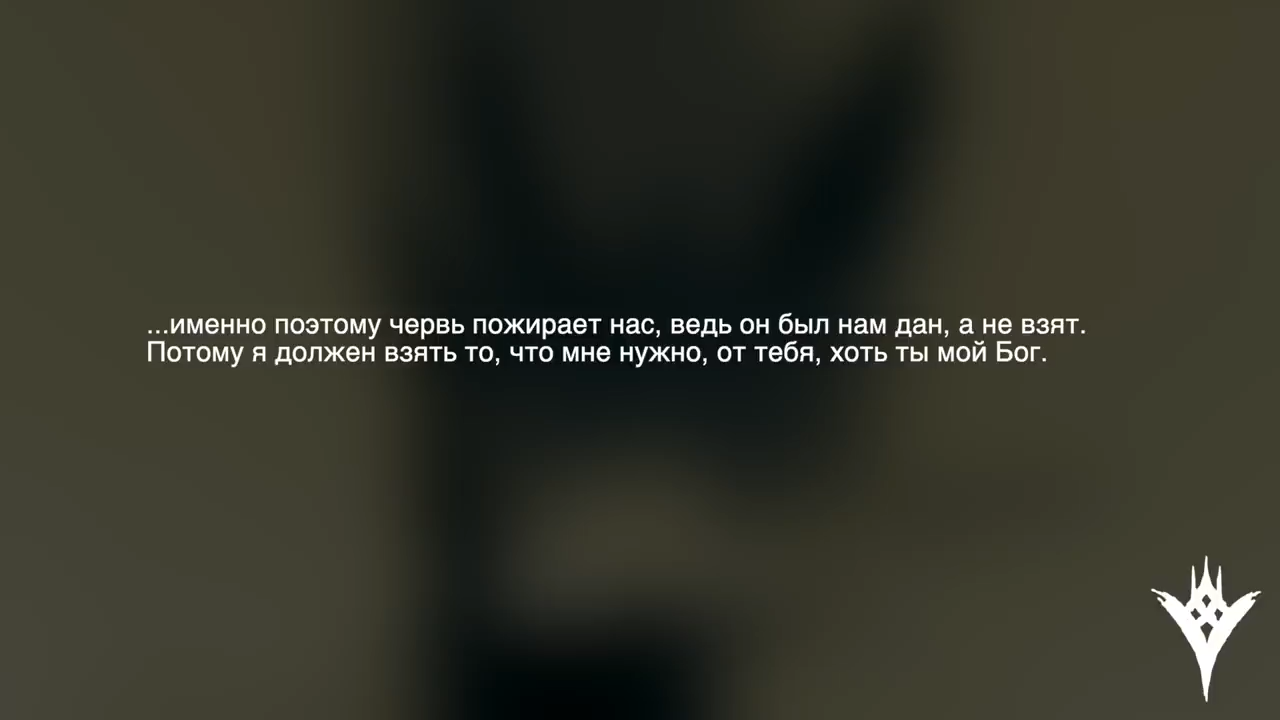 ...именно поэтому червь пожирает нас, ведь он был нам дан, а не взят.
Потому я должен взять то, что мне нужно, от тебя, хоть ты мой Бог.